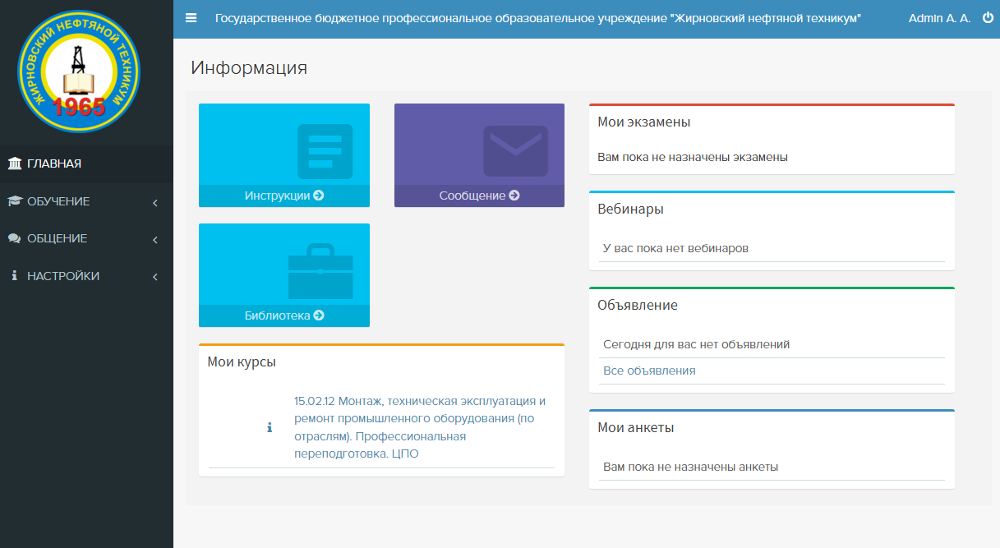 ЖИРНОВСКИЙ НЕФТЯНОЙ ТЕХНИКУМ
1965
Государственное бюджетное профессиональное образовательное учреждение "Жирновский нефтяной техникум"
Admin A. A.
ГЛАВНАЯ
ОБУЧЕНИЕ
ОБЩЕНИЕ
НАСТРОЙКИ
Информация
Инструкции
Сообщение
Библиотека
Мои курсы
15.02.12 Монтаж, техническая эксплуатация и
ремонт промышленного оборудования (по
отраслям). Профессиональная
переподготовка. ЦПО
Мои экзамены
Вам пока не назначены экзамены
Вебинары
У вас пока нет вебинаров
Объявление
Сегодня для вас нет объявлений
Все объявления
Мои анкеты
Вам пока не назначены анкеты